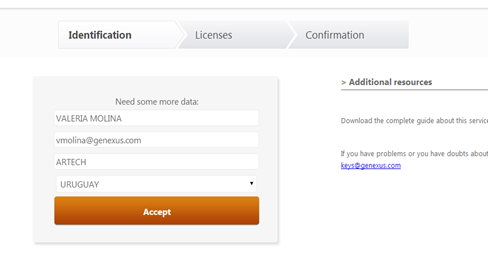 Identification
Licenses
Confirmation
Need some more data:
VALERIA MOLINA
vmolina@genexus.com
ARTECH
URUGUAY
Accept
> Additional resources
Download the complete guide about this service
If you have problems or you have doubts about
keys@genexus.com